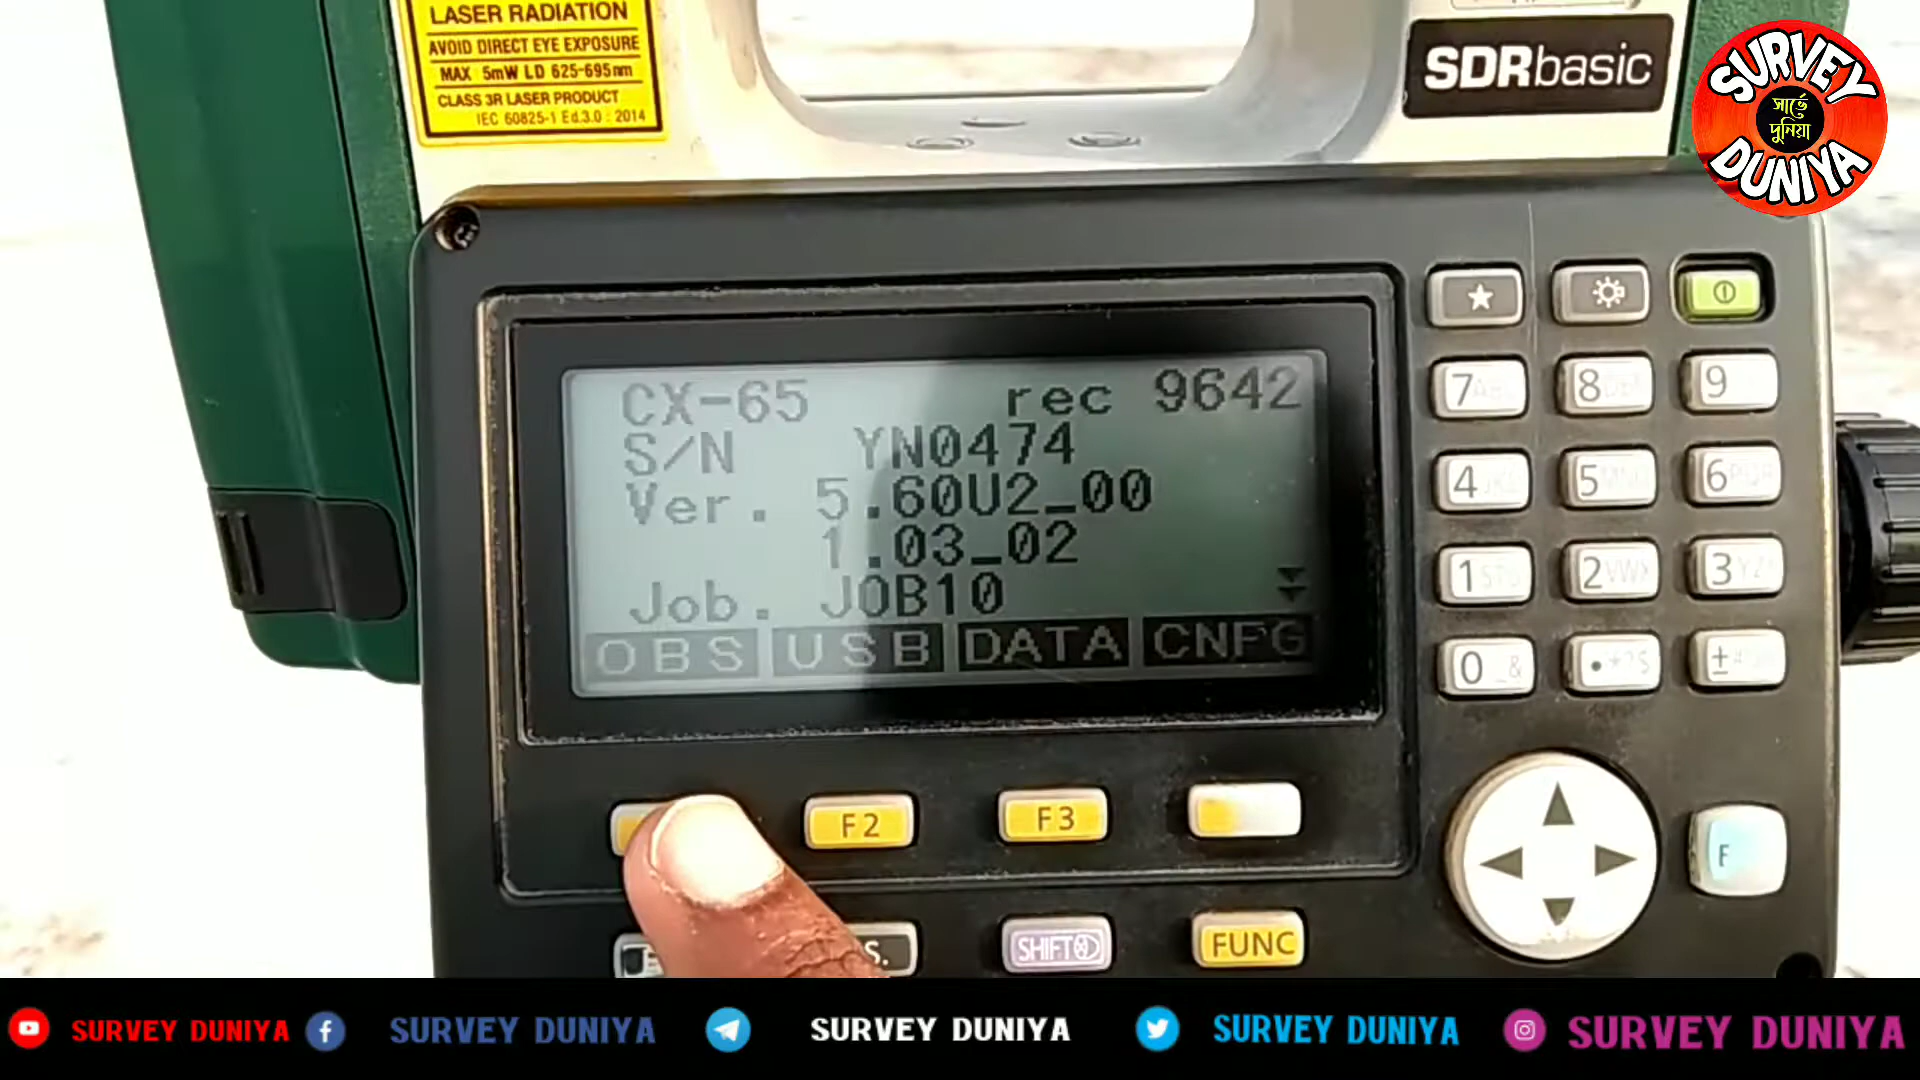 LASER RADIATION
AVOID DIRECT EYE EXPOSURE
MAX 5mW LD 625-695nm
CLASS 3R LASER PRODUCT
IEC 60825-1 Ed.3.0 : 2014
SDRbasic
SURVEY
সার্ভে
দুনিয়া
DUNIYA
CX-65 rec 9642
S/N YN0474
Ver. 5.60U2_00
1.03_02
Job. JOB10
OBS USB DATA CNFG
7 8 9
4 5 6
1 2 3
0 . ±
F2 F3
F
S. SHIFT FUNC
SURVEY DUNIYA SURVEY DUNIYA SURVEY DUNIYA SURVEY DUNIYA SURVEY DUNIYA